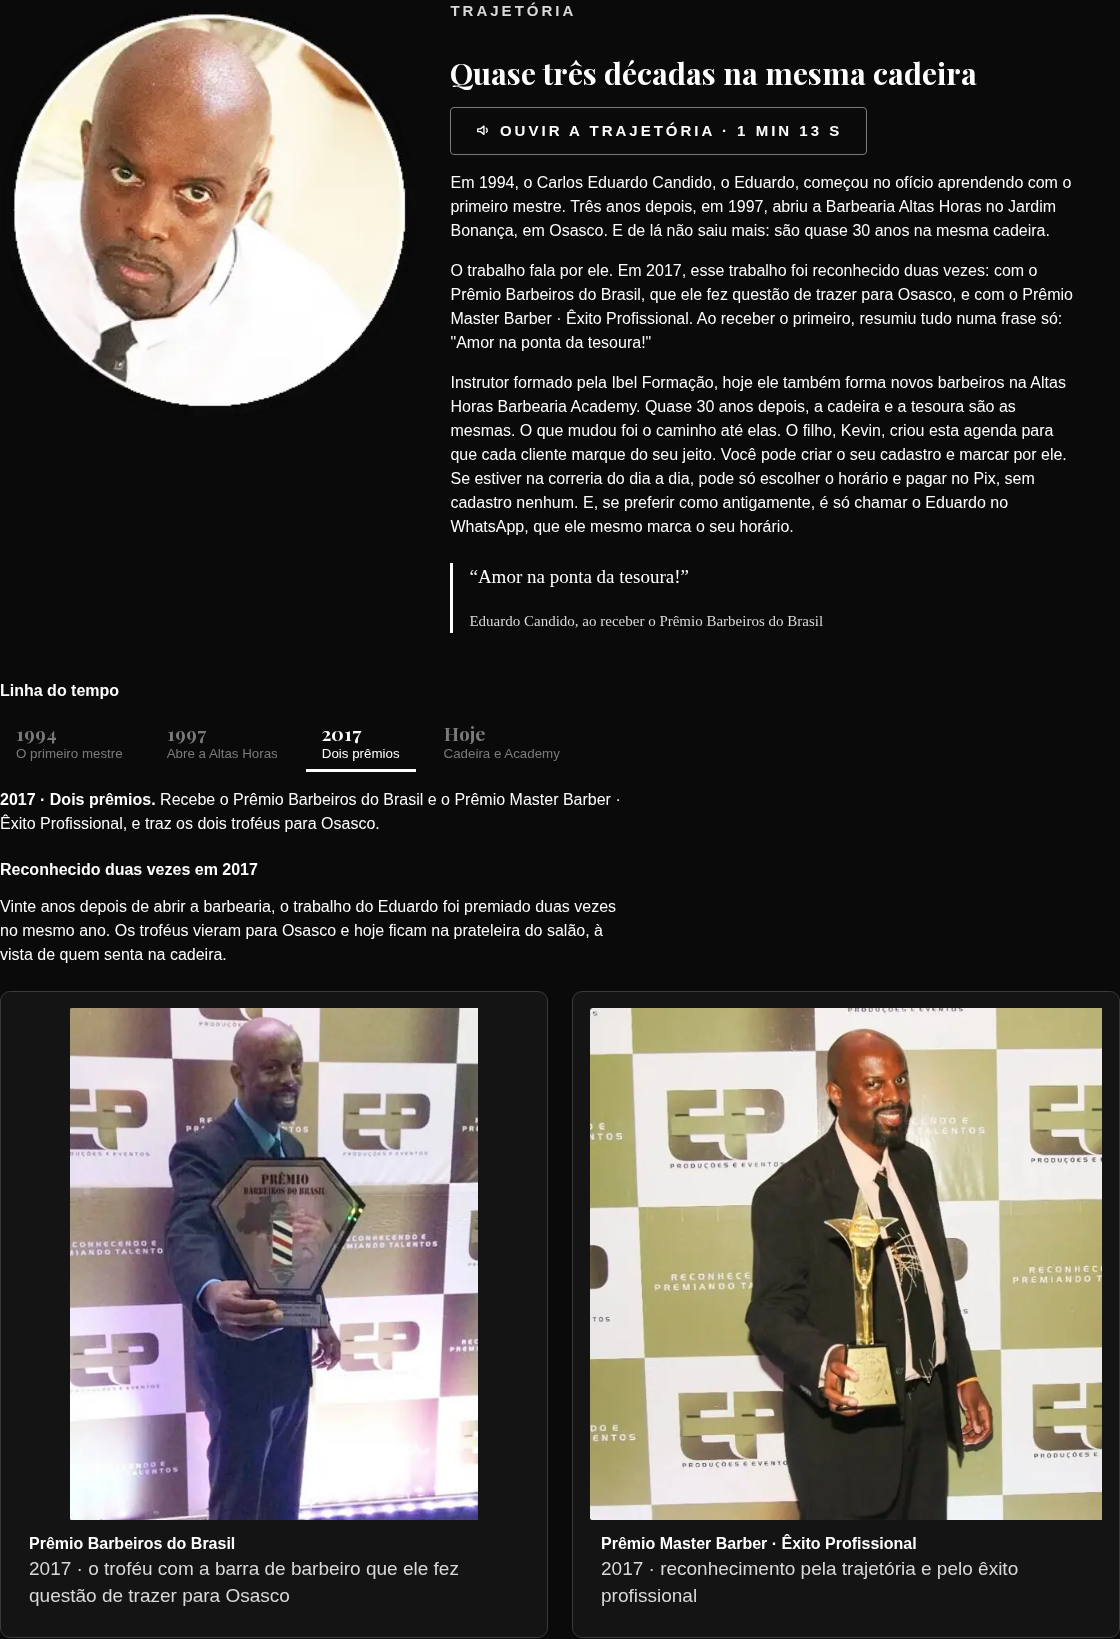 TRAJETÓRIA
Quase três décadas na mesma cadeira
OUVIR A TRAJETÓRIA · 1 MIN 13 S
Em 1994, o Carlos Eduardo Candido, o Eduardo, começou no ofício aprendendo com o
primeiro mestre. Três anos depois, em 1997, abriu a Barbearia Altas Horas no Jardim
Bonança, em Osasco. E de lá não saiu mais: são quase 30 anos na mesma cadeira.
O trabalho fala por ele. Em 2017, esse trabalho foi reconhecido duas vezes: com o
Prêmio Barbeiros do Brasil, que ele fez questão de trazer para Osasco, e com o Prêmio
Master Barber · Êxito Profissional. Ao receber o primeiro, resumiu tudo numa frase só:
"Amor na ponta da tesoura!"
Instrutor formado pela Ibel Formação, hoje ele também forma novos barbeiros na Altas
Horas Barbearia Academy. Quase 30 anos depois, a cadeira e a tesoura são as
mesmas. O que mudou foi o caminho até elas. O filho, Kevin, criou esta agenda para
que cada cliente marque do seu jeito. Você pode criar o seu cadastro e marcar por ele.
Se estiver na correria do dia a dia, pode só escolher o horário e pagar no Pix, sem
cadastro nenhum. E, se preferir como antigamente, é só chamar o Eduardo no
WhatsApp, que ele mesmo marca o seu horário.
“Amor na ponta da tesoura!”
Eduardo Candido, ao receber o Prêmio Barbeiros do Brasil
Linha do tempo
1994 1997 2017 Hoje
O primeiro mestre Abre a Altas Horas Dois prêmios Cadeira e Academy
2017 · Dois prêmios. Recebe o Prêmio Barbeiros do Brasil e o Prêmio Master Barber ·
Êxito Profissional, e traz os dois troféus para Osasco.
Reconhecido duas vezes em 2017
Vinte anos depois de abrir a barbearia, o trabalho do Eduardo foi premiado duas vezes
no mesmo ano. Os troféus vieram para Osasco e hoje ficam na prateleira do salão, à
vista de quem senta na cadeira.
EP
PRODUÇÕES E EVENTOS
PRÊMIO
BARBEIROS DO BRASIL
EP
PRODUÇÕES E EVENTOS
Prêmio Barbeiros do Brasil
2017 · o troféu com a barra de barbeiro que ele fez
questão de trazer para Osasco
Prêmio Master Barber · Êxito Profissional
2017 · reconhecimento pela trajetória e pelo êxito
profissional